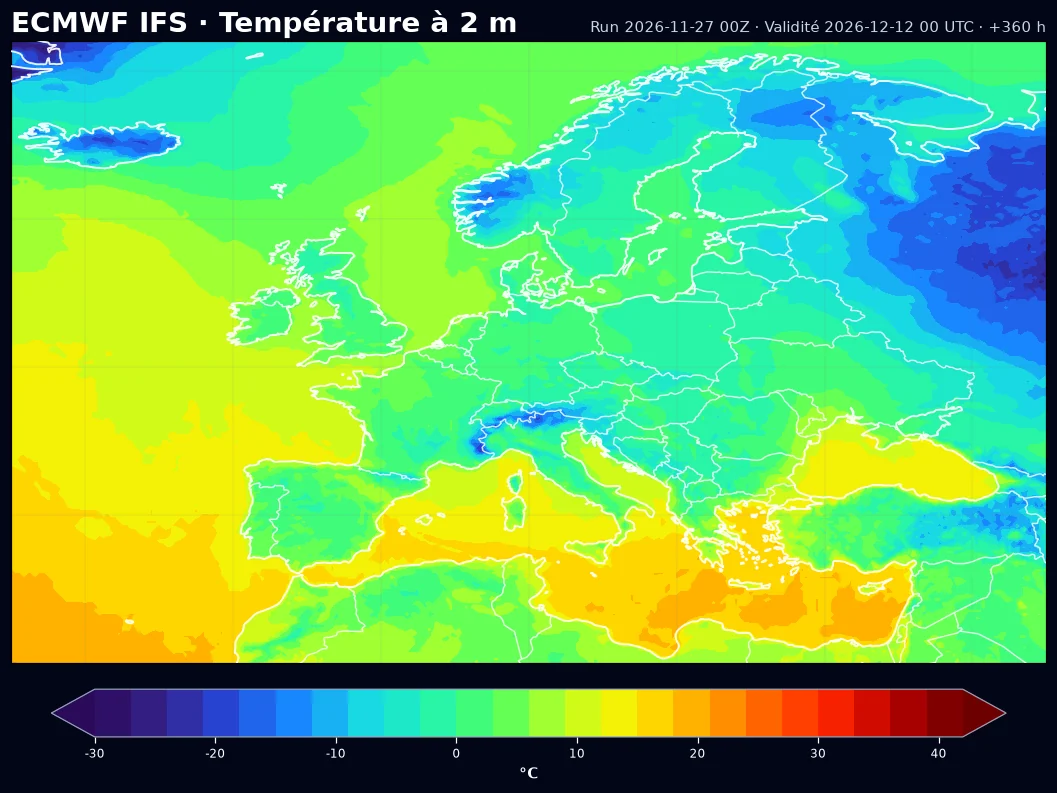 ECMWF IFS · Température à 2 m
Run 2026-11-27 00Z · Validité 2026-12-12 00 UTC · +360 h
-30 -20 -10 0 10 20 30 40
°C